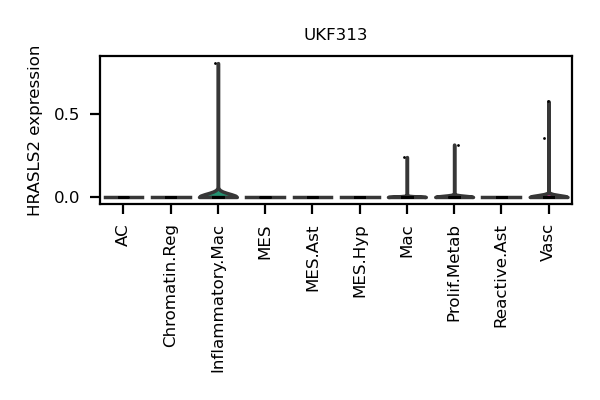 UKF313
HRASLS2 expression
0.5
0.0
AC
Chromatin.Reg
Inflammatory.Mac
MES
MES.Ast
MES.Hyp
Mac
Prolif.Metab
Reactive.Ast
Vasc